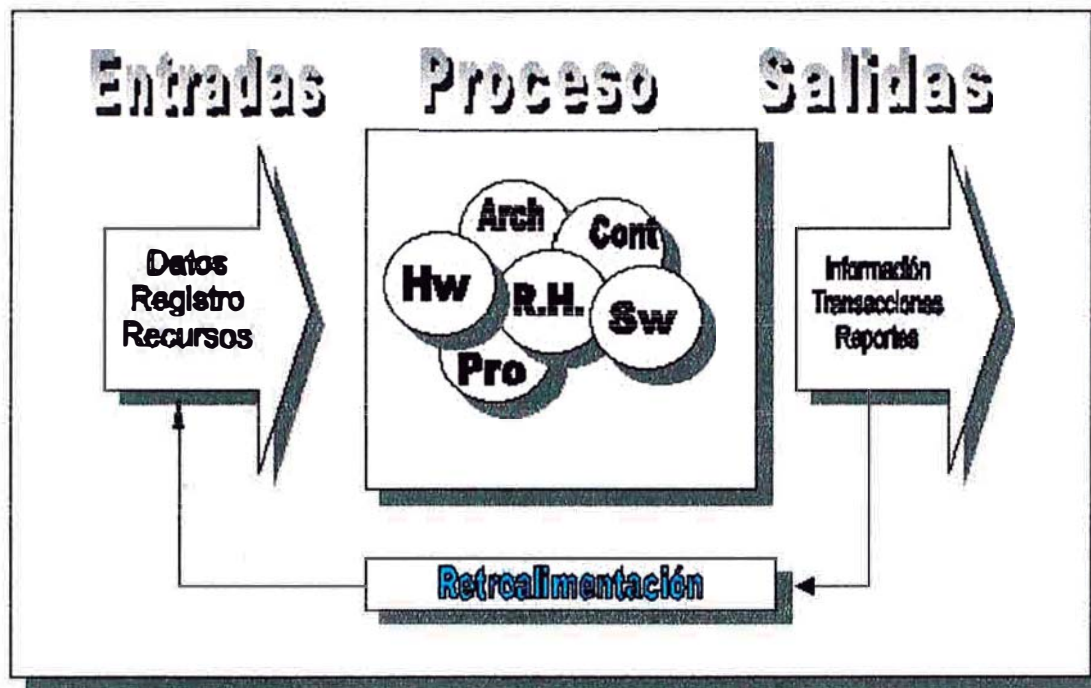 Entradas
Proceso
Salidas
Datos
Registro
Recursos
Arch
Cont
Hw
R.H.
Sw
Pro
Información
Transacciones
Reportes
Retroalimentación